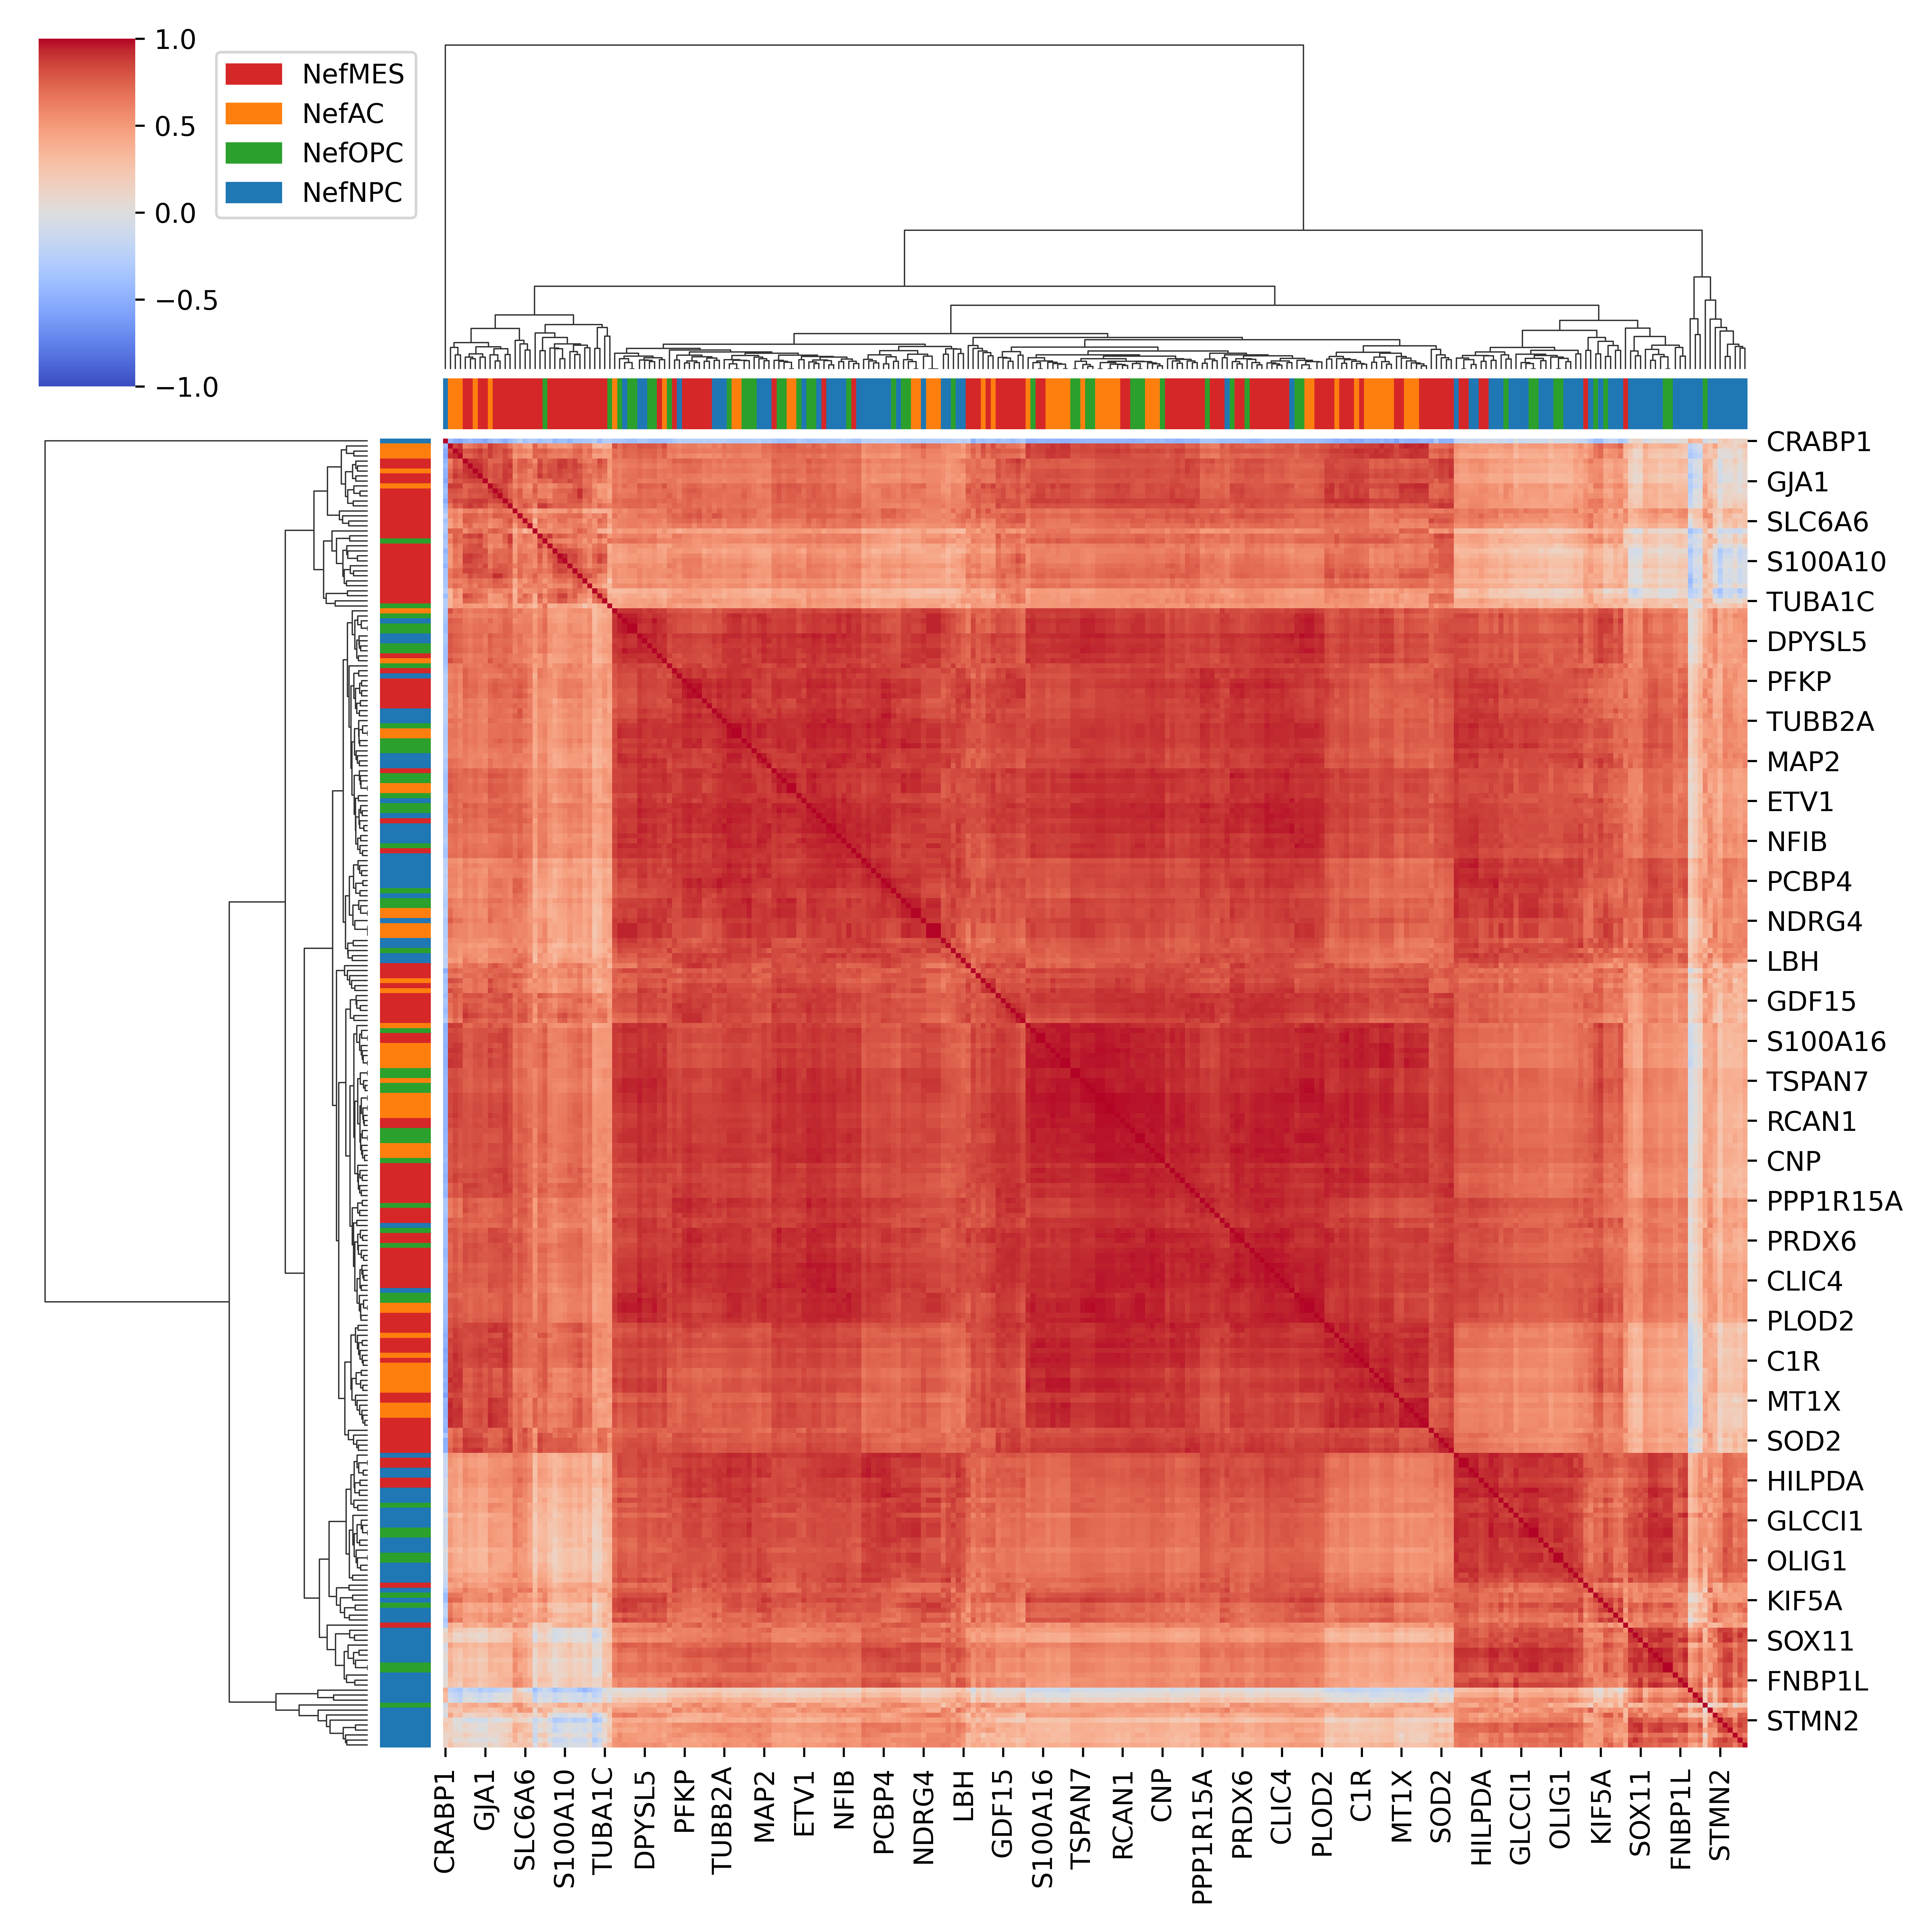 1.0
0.5
0.0
−0.5
−1.0
NefMES
NefAC
NefOPC
NefNPC
CRABP1
GJA1
SLC6A6
S100A10
TUBA1C
DPYSL5
PFKP
TUBB2A
MAP2
ETV1
NFIB
PCBP4
NDRG4
LBH
GDF15
S100A16
TSPAN7
RCAN1
CNP
PPP1R15A
PRDX6
CLIC4
PLOD2
C1R
MT1X
SOD2
HILPDA
GLCCI1
OLIG1
KIF5A
SOX11
FNBP1L
STMN2
CRABP1
GJA1
SLC6A6
S100A10
TUBA1C
DPYSL5
PFKP
TUBB2A
MAP2
ETV1
NFIB
PCBP4
NDRG4
LBH
GDF15
S100A16
TSPAN7
RCAN1
CNP
PPP1R15A
PRDX6
CLIC4
PLOD2
C1R
MT1X
SOD2
HILPDA
GLCCI1
OLIG1
KIF5A
SOX11
FNBP1L
STMN2